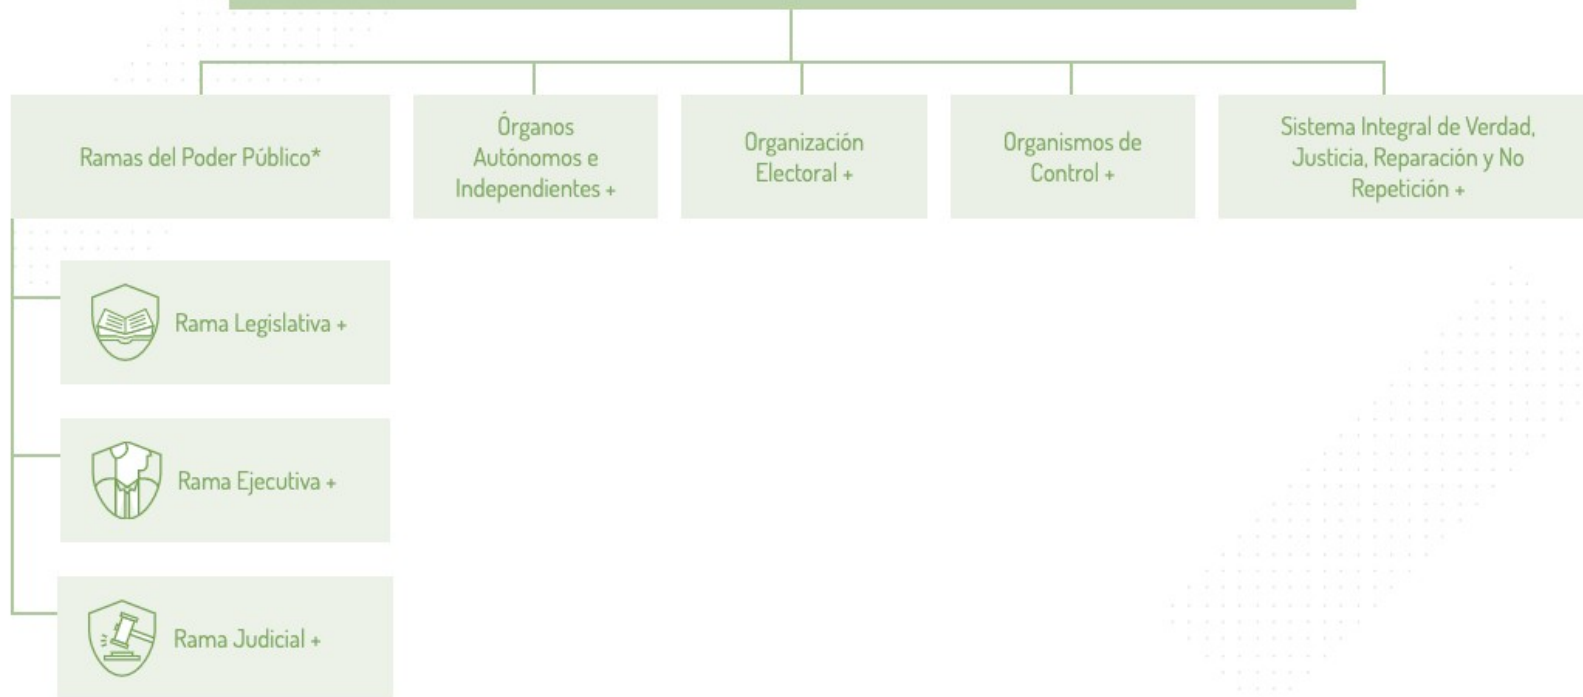 Ramas del Poder Público*
Órganos
Autónomos e
Independientes +
Organización
Electoral +
Organismos de
Control +
Sistema Integral de Verdad,
Justicia, Reparación y No
Repetición +
Rama Legislativa +
Rama Ejecutiva +
Rama Judicial +